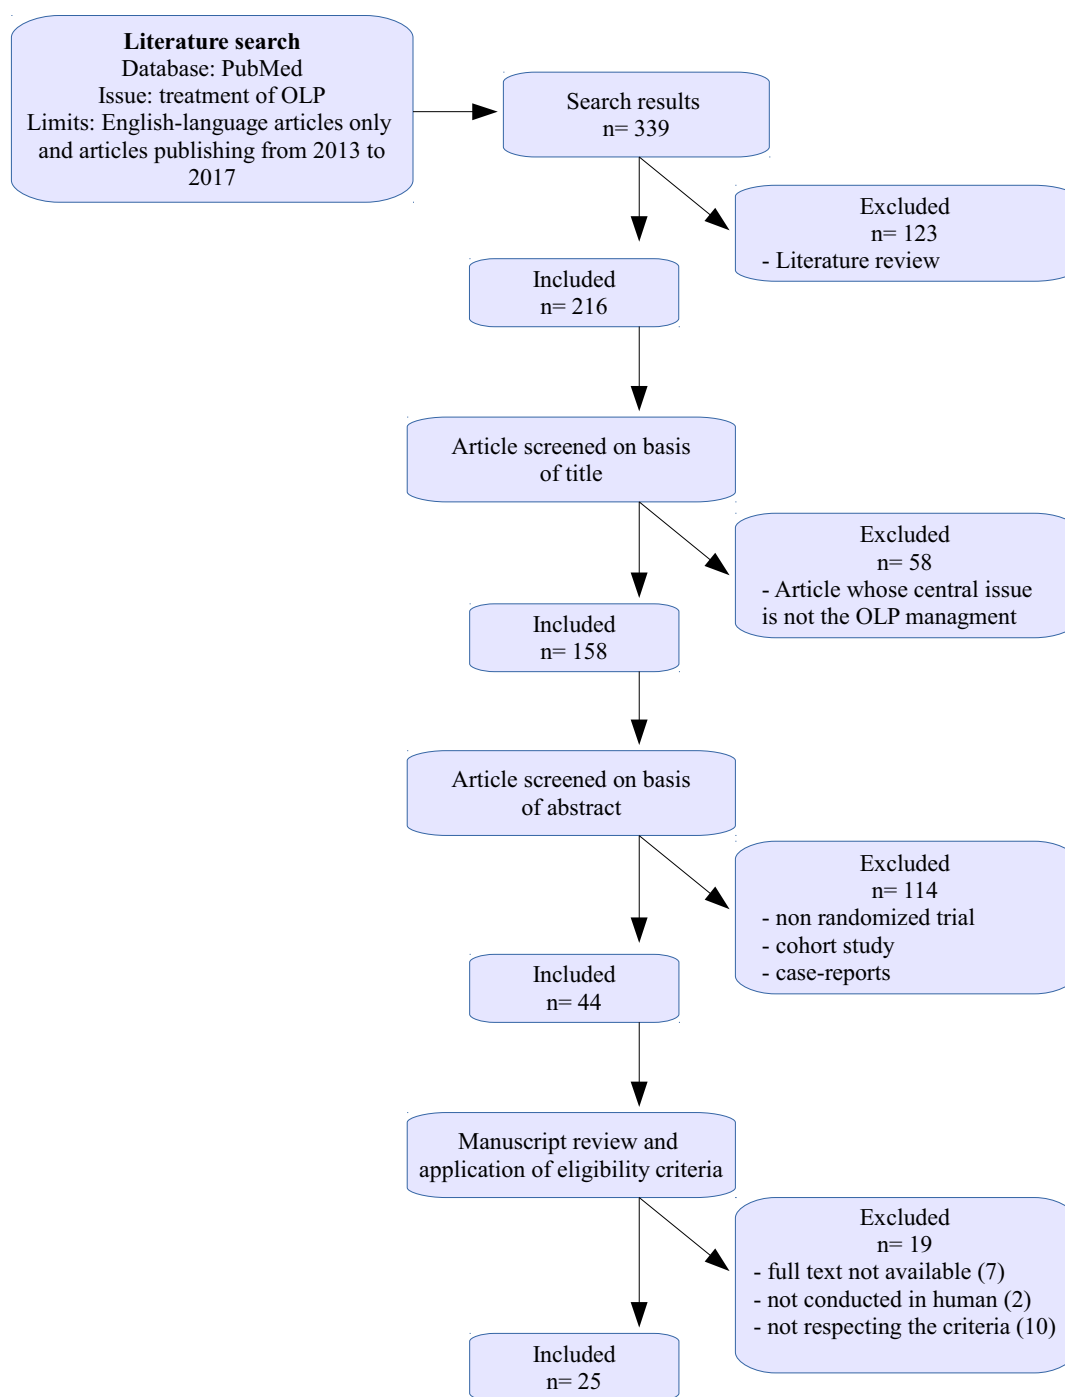 Literature search
Database: PubMed
Issue: treatment of OLP
Limits: English-language articles only
and articles publishing from 2013 to
2017
Search results
n= 339
Excluded
n= 123
- Literature review
Included
n= 216
Article screened on basis
of title
Excluded
n= 58
- Article whose central issue
is not the OLP managment
Included
n= 158
Article screened on basis
of abstract
Excluded
n= 114
- non randomized trial
- cohort study
- case-reports
Included
n= 44
Manuscript review and
application of eligibility criteria
Excluded
n= 19
- full text not available (7)
- not conducted in human (2)
- not respecting the criteria (10)
Included
n= 25